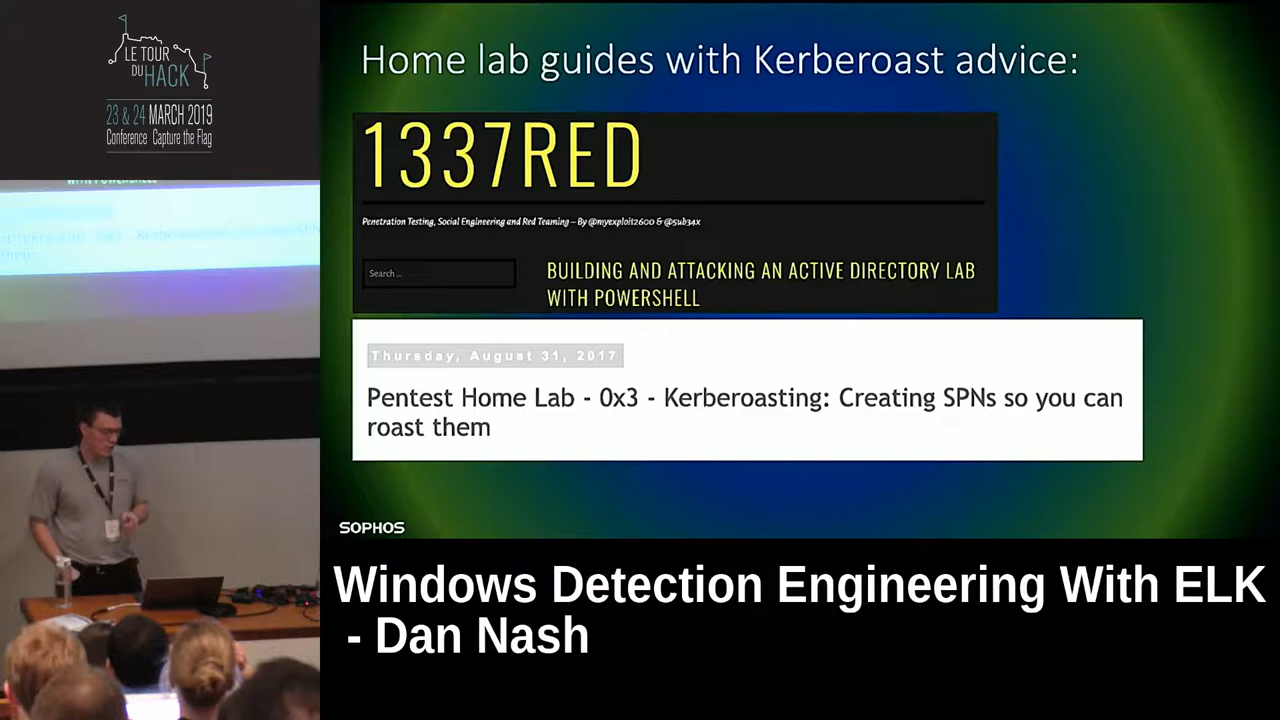 LE TOUR
DU HACK
23 & 24 MARCH 2019
Conference Capture the Flag
Home lab guides with Kerberoast advice:
1337RED
Penetration Testing, Social Engineering and Red Teaming – By @myexploit2600 & @5ub34x
Search ...
BUILDING AND ATTACKING AN ACTIVE DIRECTORY LAB
WITH POWERSHELL
Thursday, August 31, 2017
Pentest Home Lab - 0x3 - Kerberoasting: Creating SPNs so you can
roast them
SOPHOS
Windows Detection Engineering With ELK
- Dan Nash
WITH POWERSHELL